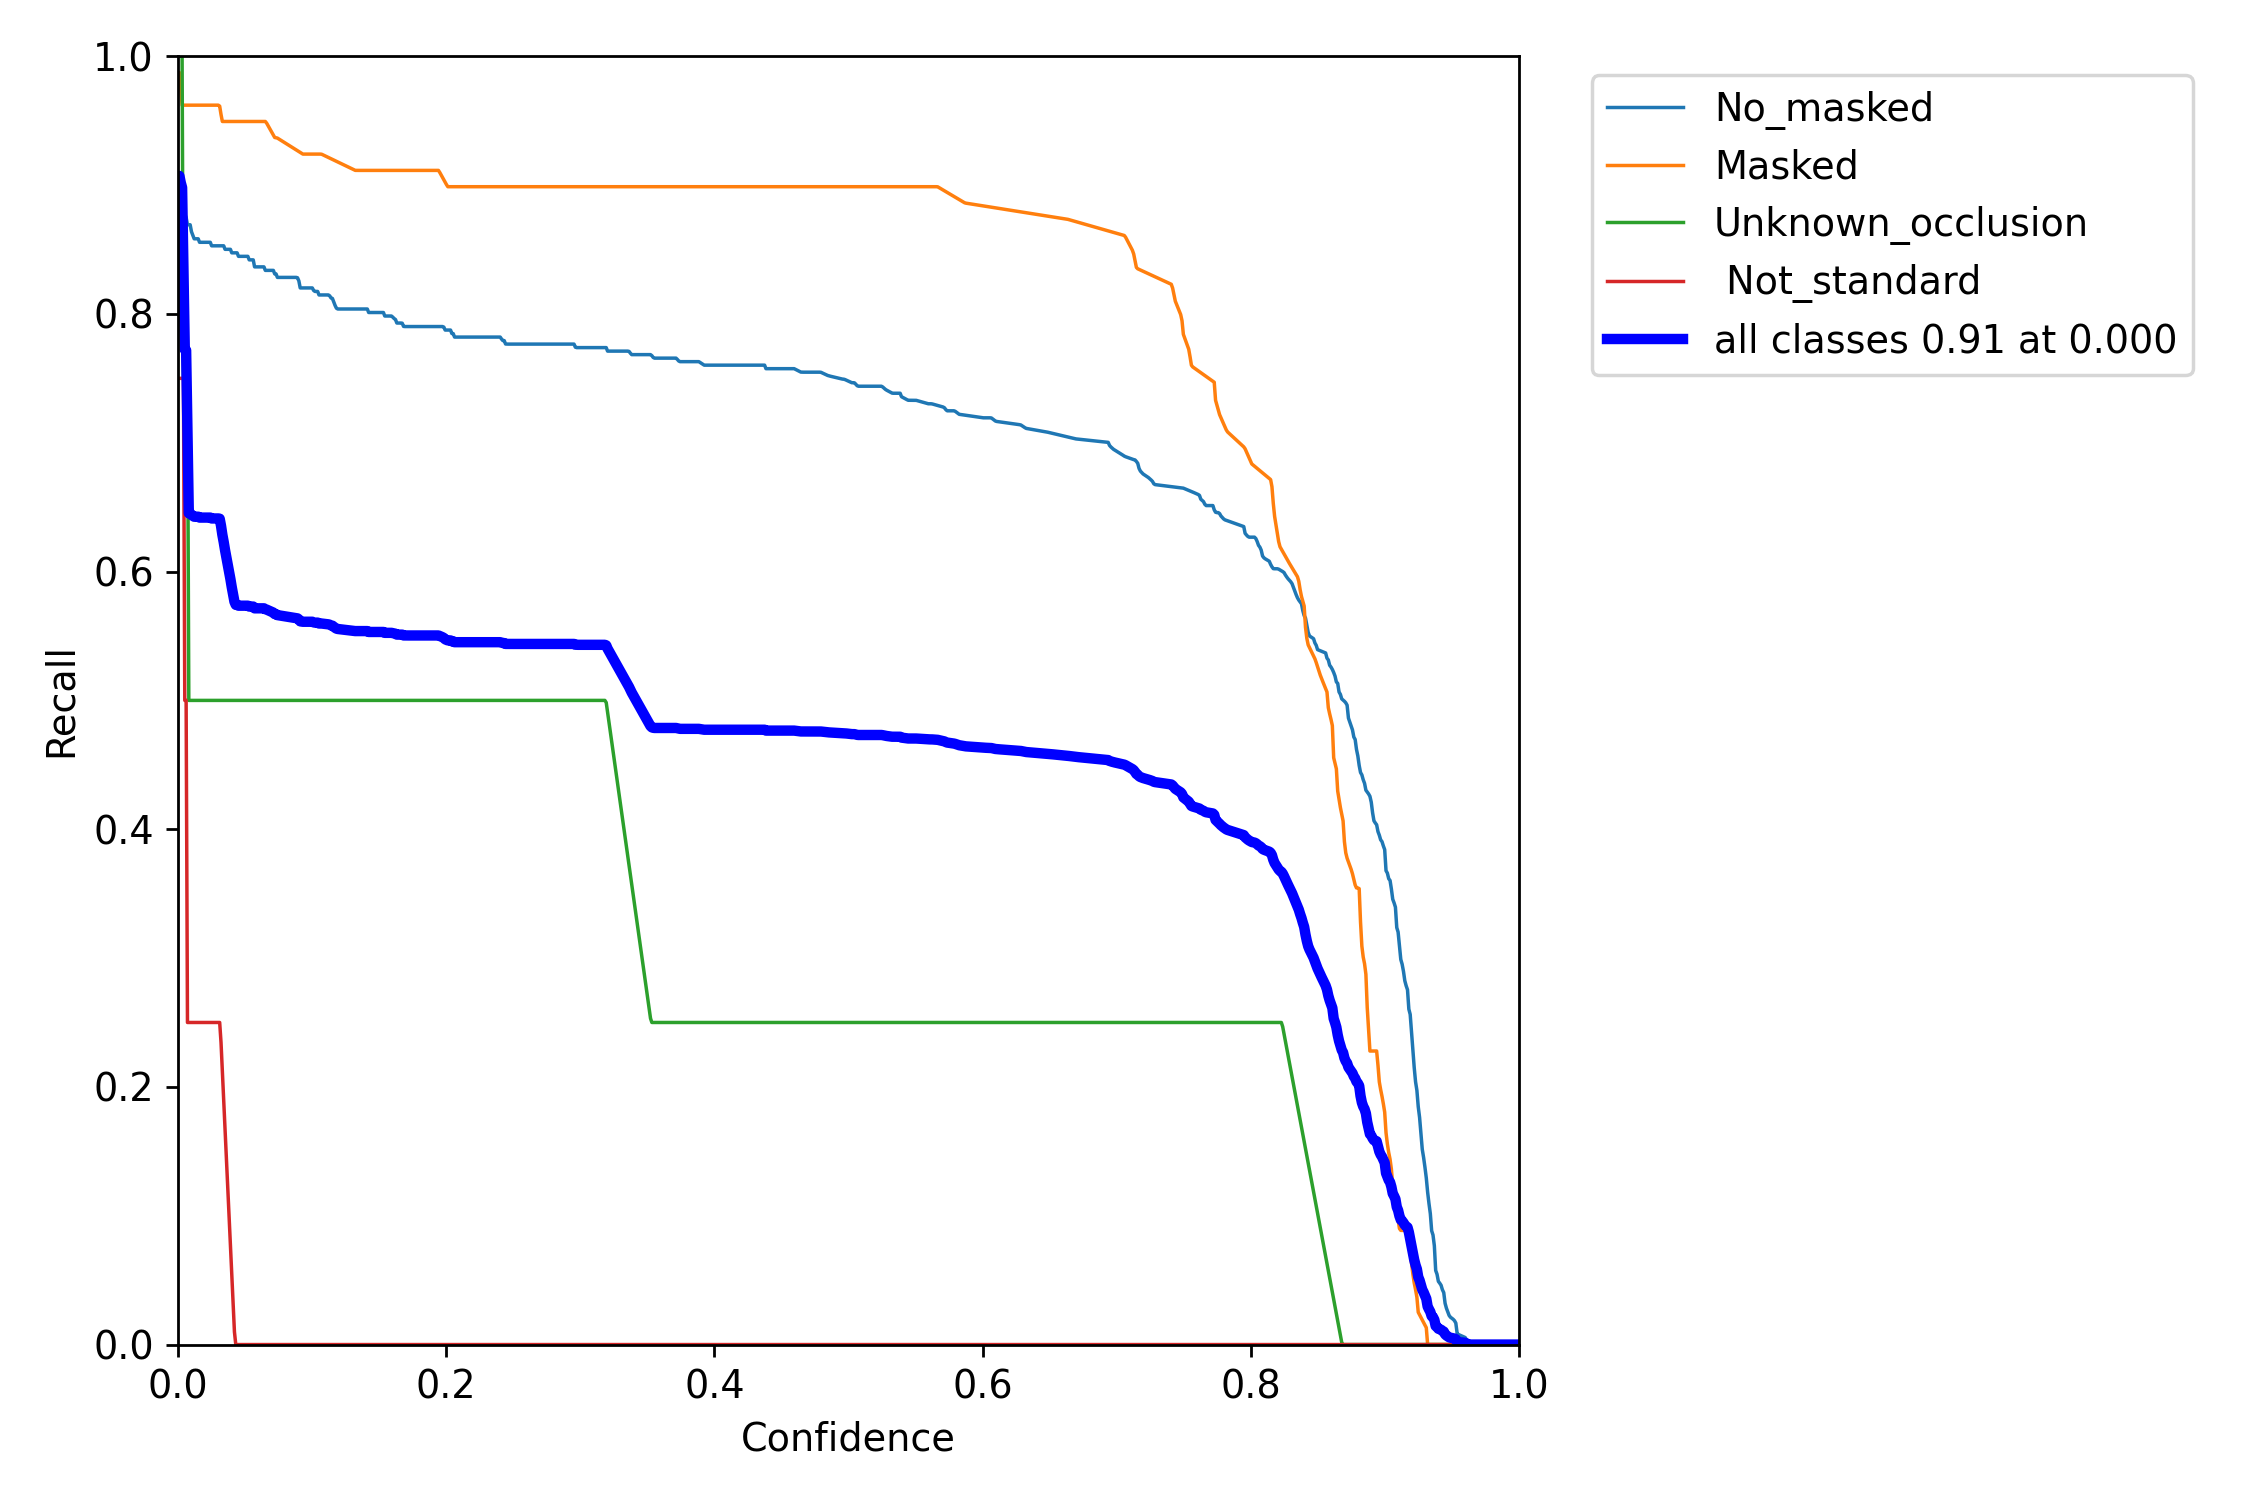 1.0
0.8
0.6
0.4
0.2
0.0
Recall
0.0 0.2 0.4 0.6 0.8 1.0
Confidence
No_masked
Masked
Unknown_occlusion
Not_standard
all classes 0.91 at 0.000